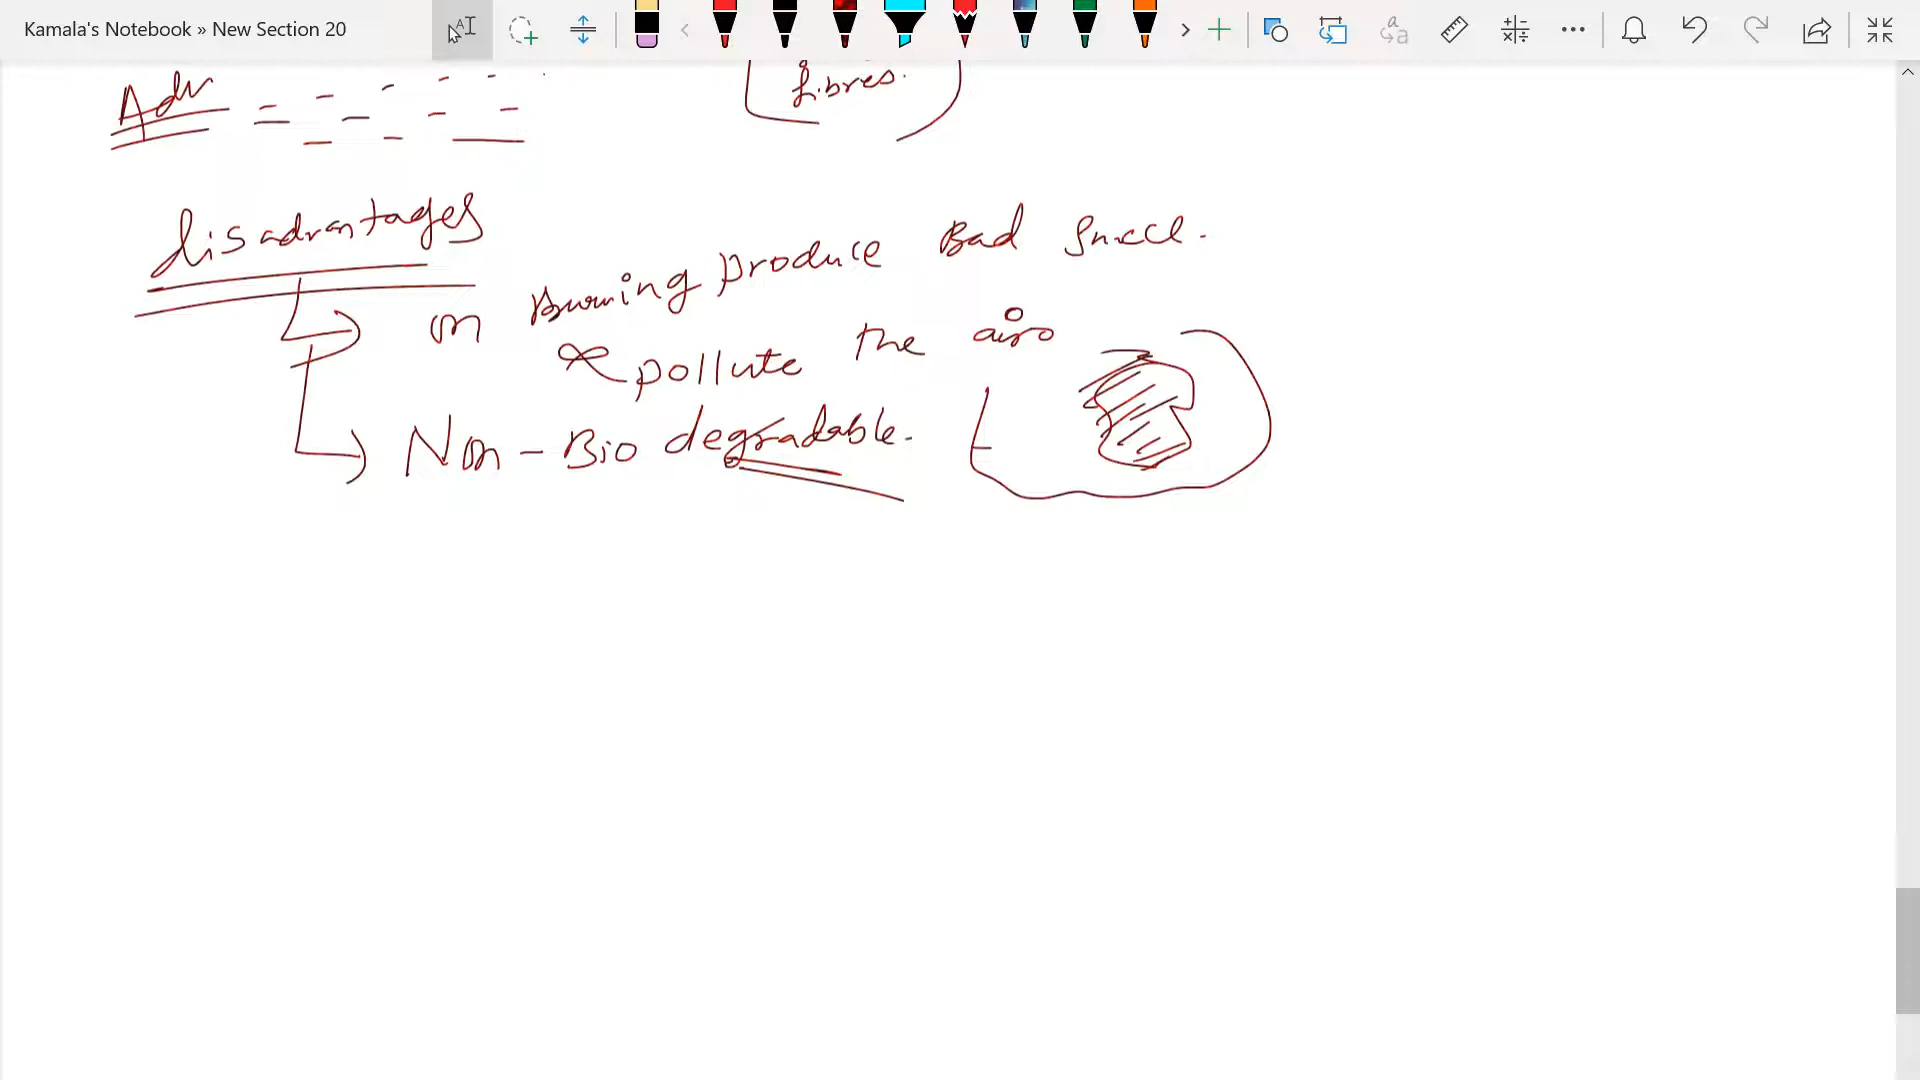 Kamala's Notebook » New Section 20
Adv
fibres.
disadvantages
on Burning produce Bad smell.
& pollute the air
Non-Bio degradable.